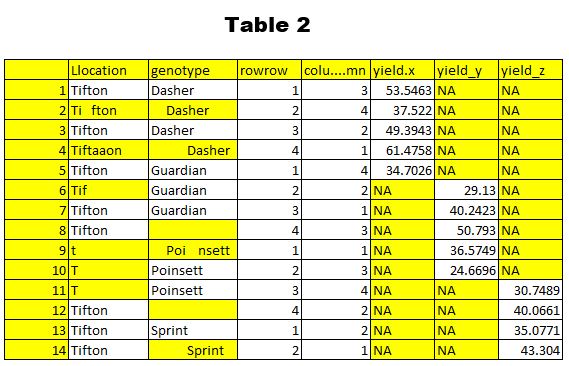 Table 2
Llocation genotype rowrow colu....mn yield.x yield_y yield_z
1 Tifton Dasher 1 3 53.5463 NA NA
2 Ti fton Dasher 2 4 37.522 NA NA
3 Tifton Dasher 3 2 49.3943 NA NA
4 Tiftaaon Dasher 4 1 61.4758 NA NA
5 Tifton Guardian 1 4 34.7026 NA NA
6 Tif Guardian 2 2 NA 29.13 NA
7 Tifton Guardian 3 1 NA 40.2423 NA
8 Tifton 4 3 NA 50.793 NA
9 t Poi nsett 1 1 NA 36.5749 NA
10 T Poinsett 2 3 NA 24.6696 NA
11 T Poinsett 3 4 NA NA 30.7489
12 Tifton 4 2 NA NA 40.0661
13 Tifton Sprint 1 2 NA NA 35.0771
14 Tifton Sprint 2 1 NA NA 43.304